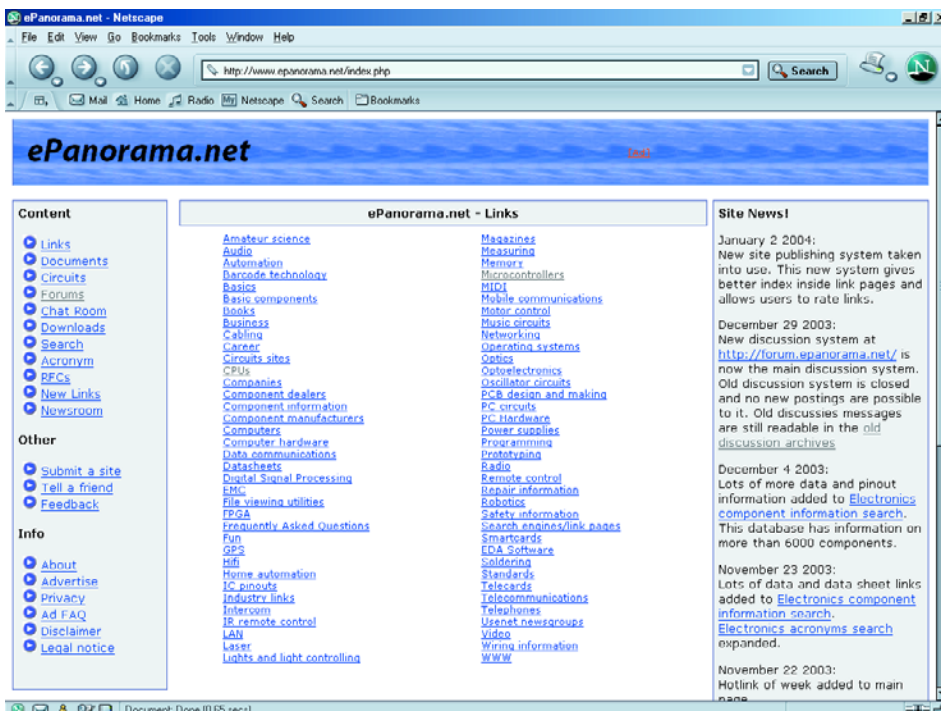 ePanorama.net - Netscape
File Edit View Go Bookmarks Tools Window Help
http://www.epanorama.net/index.php
Search
Mail Home Radio My Netscape Search Bookmarks
ePanorama.net
Content
Links
Documents
Circuits
Forums
Chat Room
Downloads
Search
Acronym
RFCs
New Links
Newsroom
Other
Submit a site
Tell a friend
Feedback
Info
About
Advertise
Privacy
Ad FAQ
Disclaimer
Legal notice
ePanorama.net - Links
Amateur science
Audio
Automation
Barcode technology
Basics
Basic components
Books
Business
Cabling
Career
Circuits sites
CPUs
Companies
Component dealers
Component information
Component manufacturers
Computers
Computer hardware
Data communications
Datasheets
Digital Signal Processing
EMC
File viewing utilities
FPGA
Frequently Asked Questions
Fun
GPS
Hifi
Home automation
IC pinouts
Industry links
Intercom
IR remote control
LAN
Laser
Lights and light controlling
Magazines
Measuring
Memory
Microcontrollers
MIDI
Mobile communications
Motor control
Music circuits
Networking
Operating systems
Optics
Optoelectronics
Oscillator circuits
PCB design and making
PC circuits
PC Hardware
Power supplies
Programming
Prototyping
Radio
Remote control
Repair information
Robotics
Safety information
Search engines/link pages
Smartcards
EDA Software
Soldering
Standards
Telecards
Telecommunications
Telephones
Usenet newsgroups
Video
Wiring information
WWW
Site News!
January 2 2004:
New site publishing system taken
into use. This new system gives
better index inside link pages and
allows users to rate links.
December 29 2003:
New discussion system at
http://forum.epanorama.net/ is
now the main discussion system.
Old discussion system is closed
and no new postings are possible
to it. Old discussies messages
are still readable in the old
discussion archives
December 4 2003:
Lots of more data and pinout
information added to Electronics
component information search.
This database has information on
more than 6000 components.
November 23 2003:
Lots of data and data sheet links
added to Electronics component
information search.
Electronics acronyms search
expanded.
November 22 2003:
Hotlink of week added to main
page
Document: Done (0.65 secs)